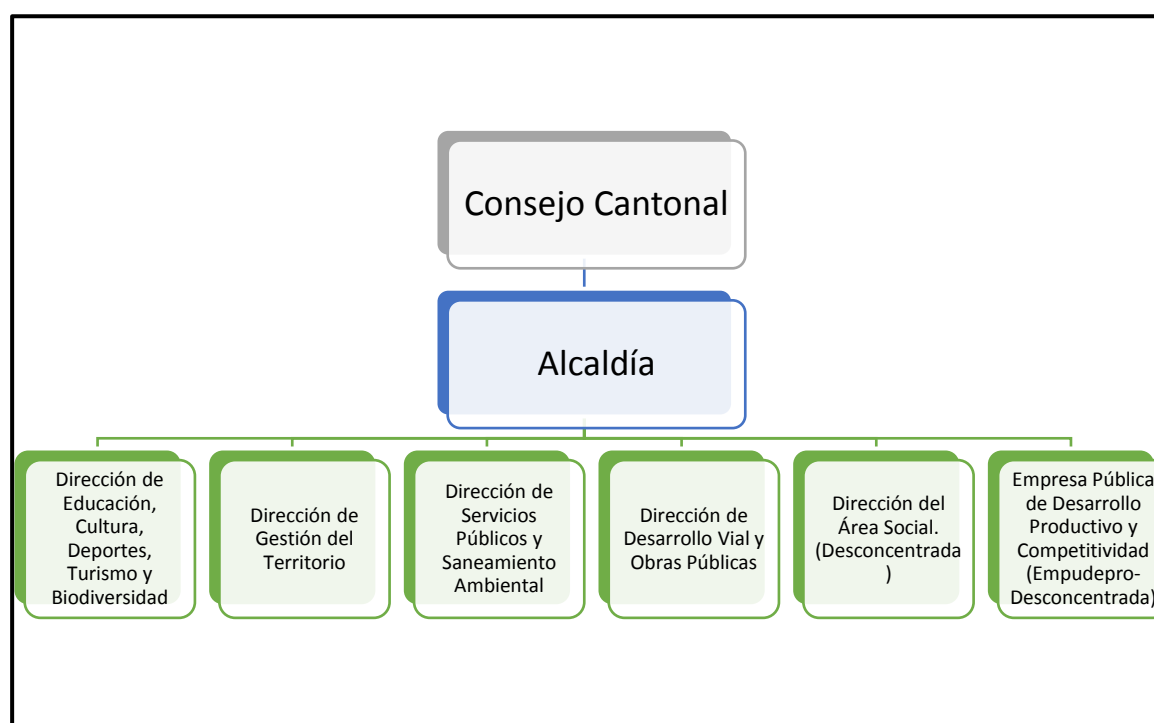 Consejo Cantonal
Alcaldía
Dirección de
Educación,
Cultura,
Deportes,
Turismo y
Biodiversidad
Dirección de
Gestión del
Territorio
Dirección de
Servicios
Públicos y
Saneamiento
Ambiental
Dirección de
Desarrollo Vial y
Obras Públicas
Dirección del
Área Social.
(Desconcentrada
)
Empresa Pública
de Desarrollo
Productivo y
Competitividad
(Empudepro-
Desconcentrada)